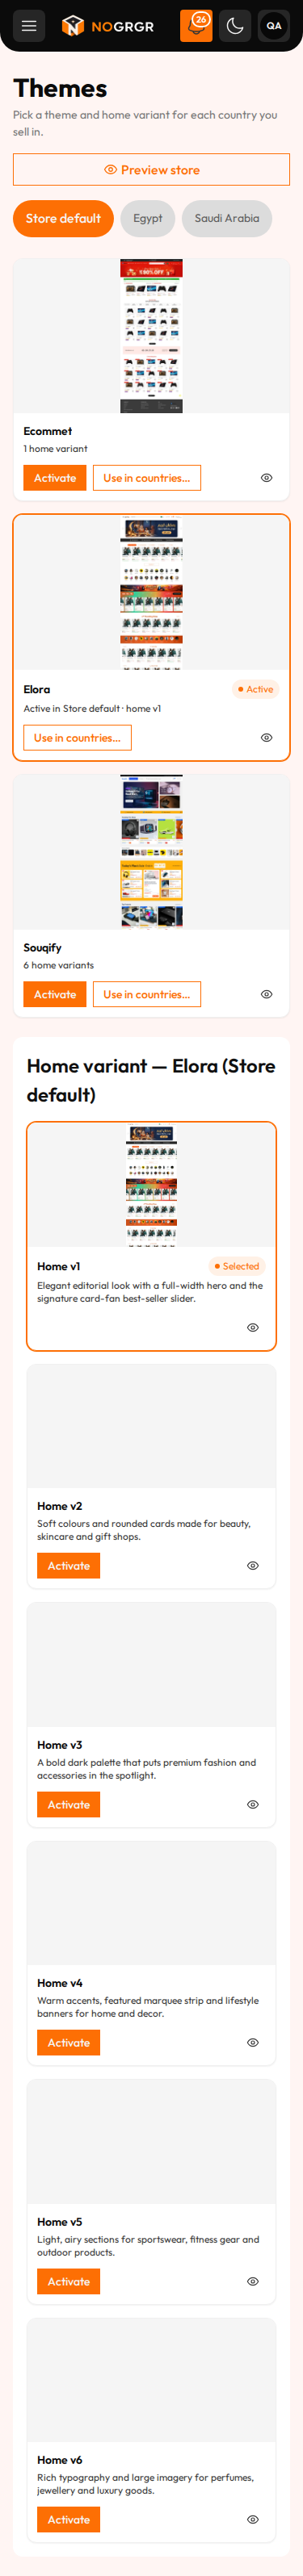 NOGRGR
26
QA
Themes
Pick a theme and home variant for each country you
sell in.
Preview store
Store default
Egypt
Saudi Arabia
Ecommet
1 home variant
Activate
Use in countries...
Elora
Active
Active in Store default · home v1
Use in countries...
Souqify
6 home variants
Activate
Use in countries...
Home variant — Elora (Store
default)
Home v1
Selected
Elegant editorial look with a full-width hero and the
signature card-fan best-seller slider.
Home v2
Soft colours and rounded cards made for beauty,
skincare and gift shops.
Activate
Home v3
A bold dark palette that puts premium fashion and
accessories in the spotlight.
Activate
Home v4
Warm accents, featured marquee strip and lifestyle
banners for home and decor.
Activate
Home v5
Light, airy sections for sportswear, fitness gear and
outdoor products.
Activate
Home v6
Rich typography and large imagery for perfumes,
jewellery and luxury goods.
Activate